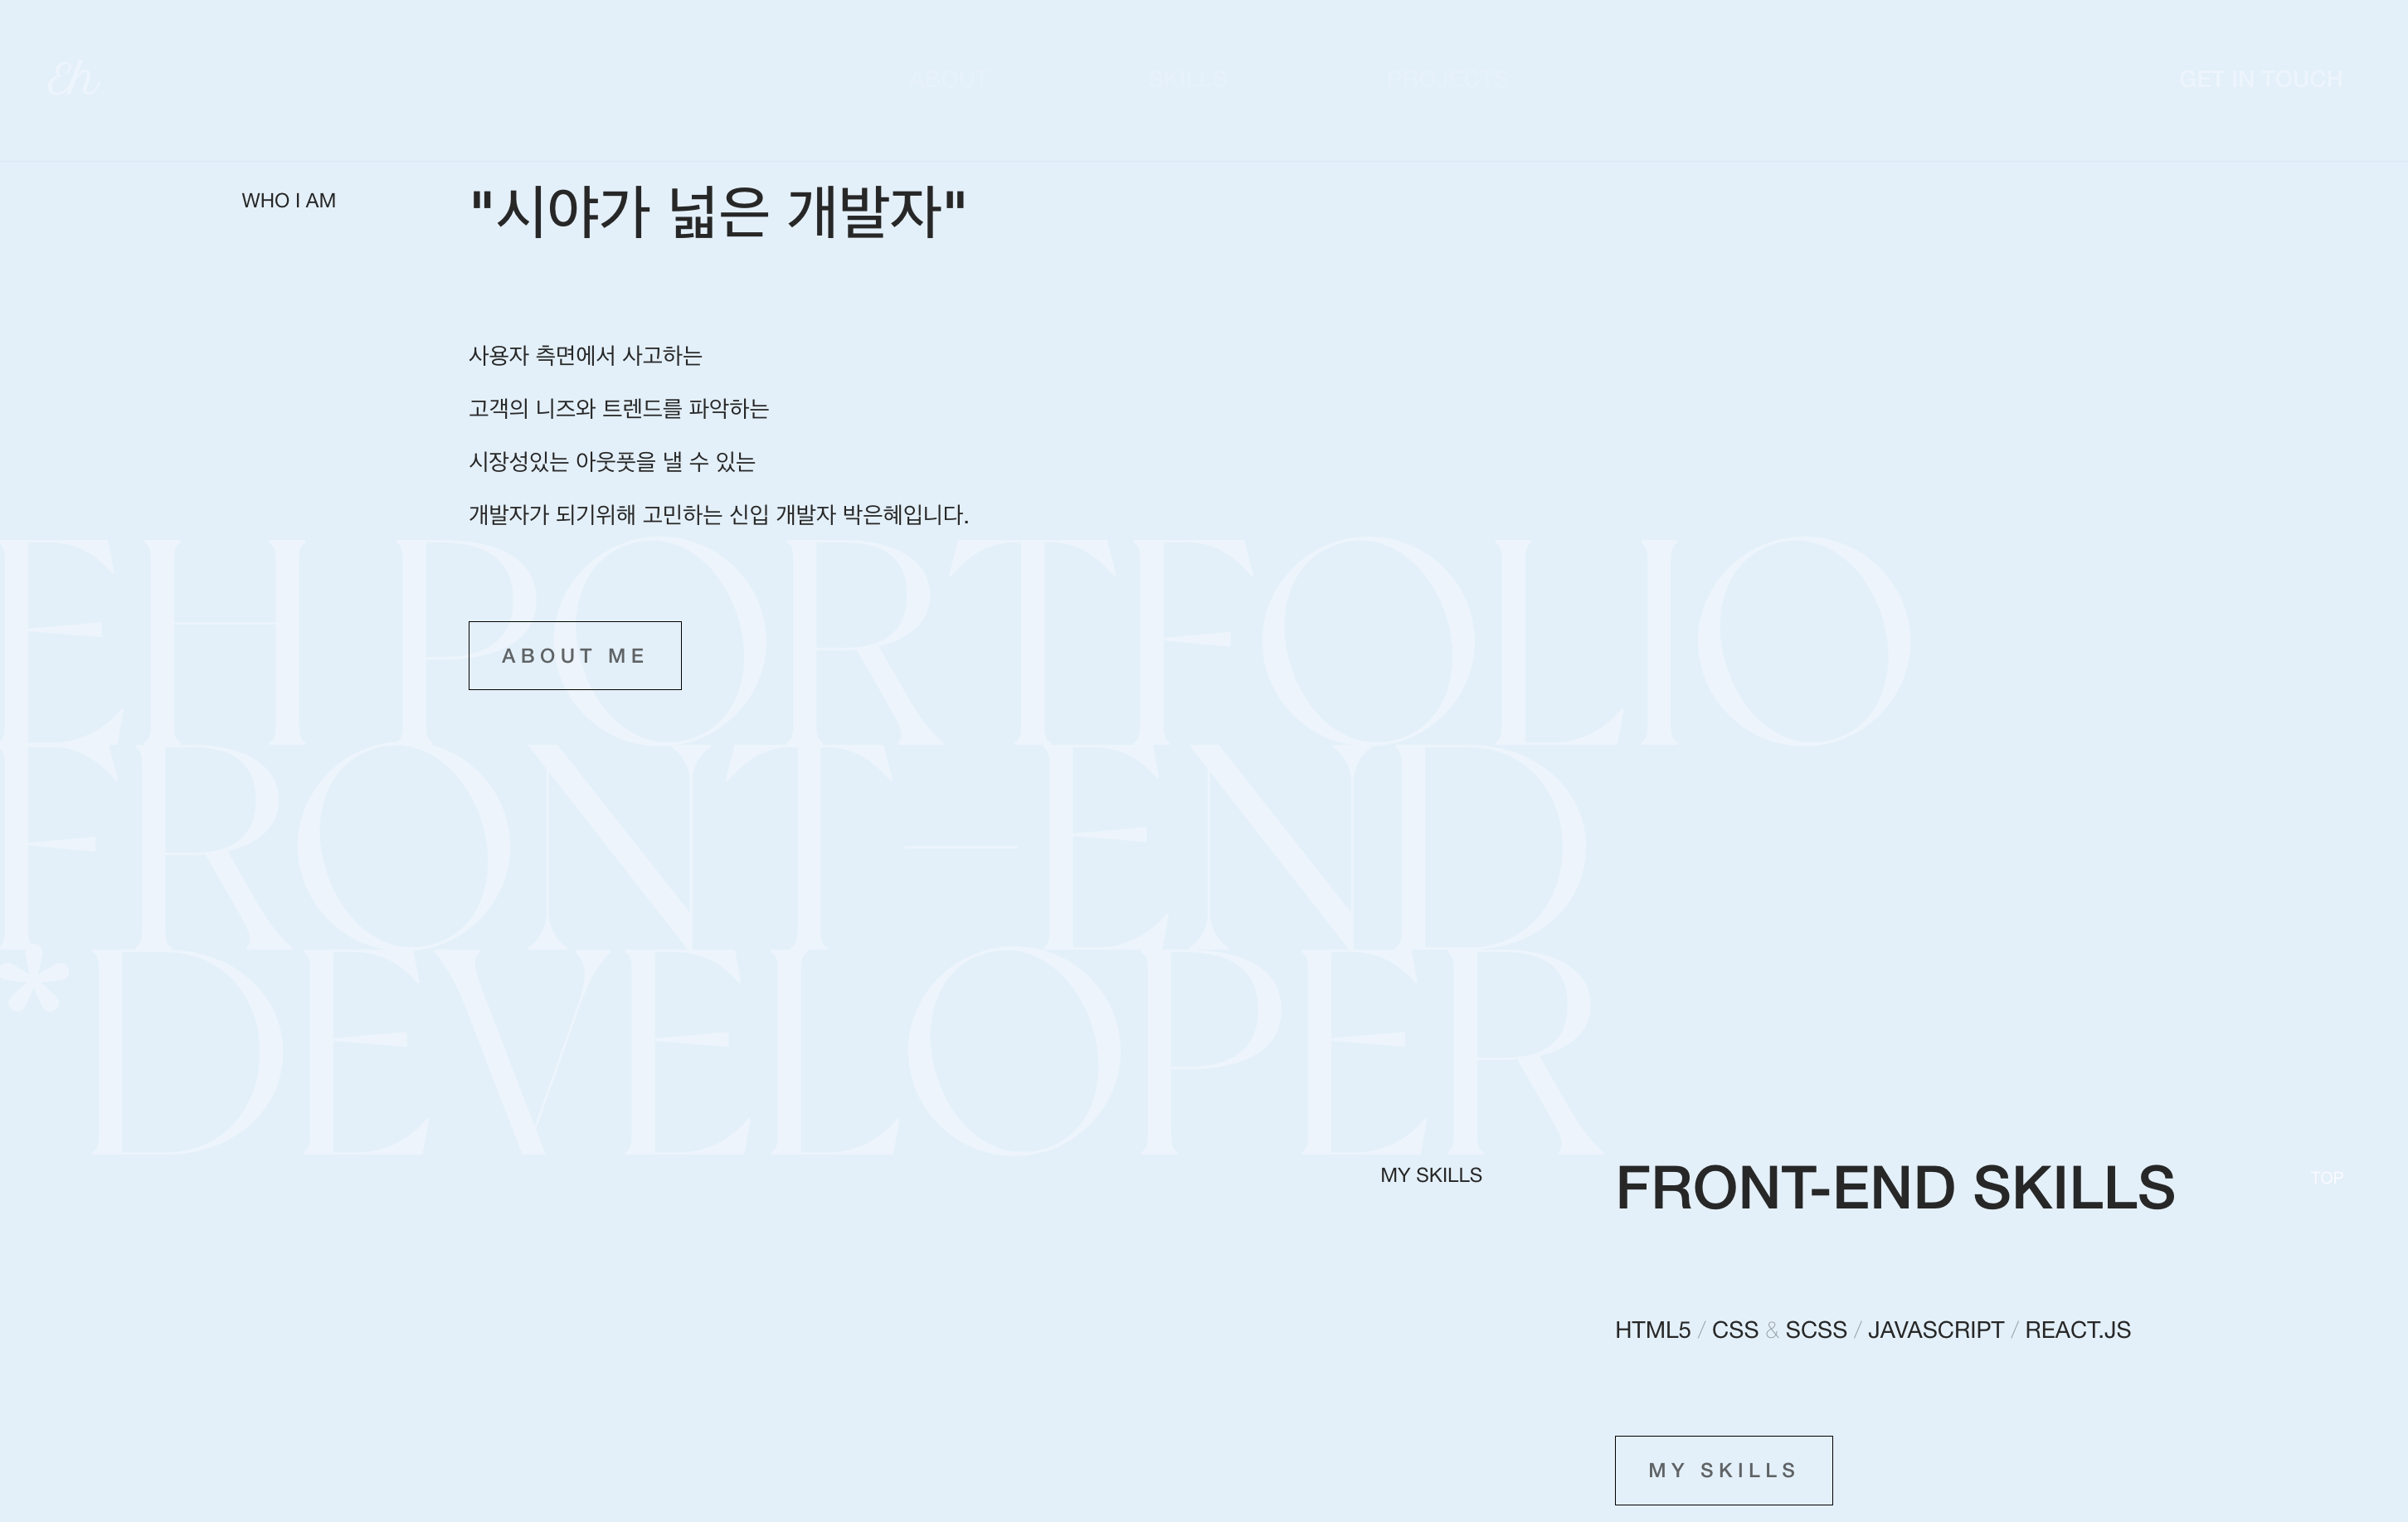 Eh
ABOUT SKILLS PROJECTS GET IN TOUCH
WHO I AM
"시야가 넓은 개발자"
사용자 측면에서 사고하는
고객의 니즈와 트렌드를 파악하는
시장성있는 아웃풋을 낼 수 있는
개발자가 되기위해 고민하는 신입 개발자 박은혜입니다.
ABOUT ME
EH PORTFOLIO
FRONT-END
*DEVELOPER
MY SKILLS
FRONT-END SKILLS
TOP
HTML5 / CSS & SCSS / JAVASCRIPT / REACT.JS
MY SKILLS